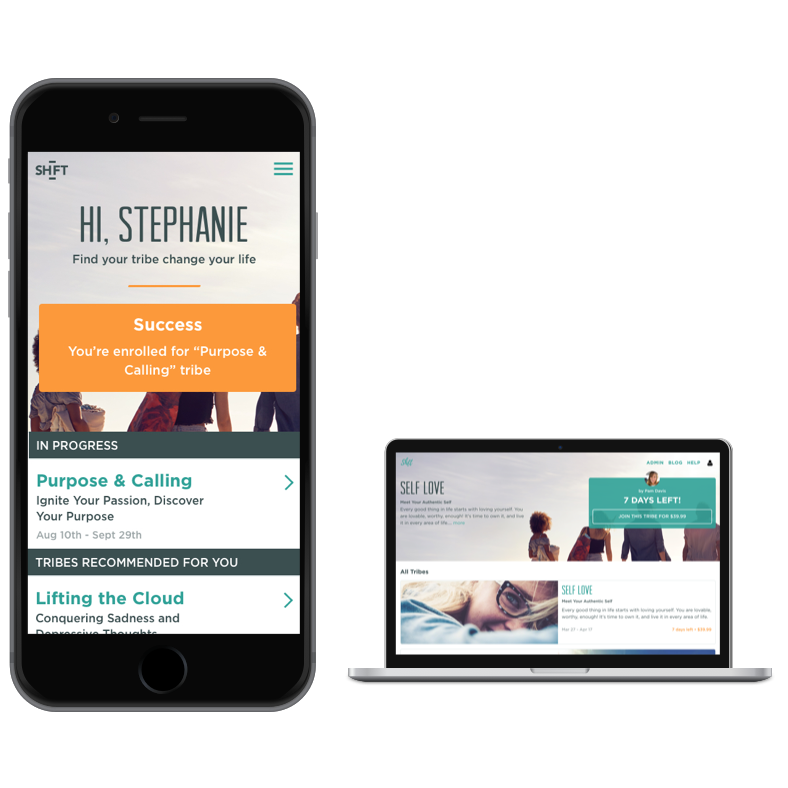 SHIFT
HI, STEPHANIE
Find your tribe change your life
Success
You're enrolled for “Purpose &
Calling” tribe
IN PROGRESS
Purpose & Calling
Ignite Your Passion, Discover
Your Purpose
Aug 10th - Sept 29th
TRIBES RECOMMENDED FOR YOU
Lifting the Cloud
Conquering Sadness and
Depressive Thoughts
Shift
ADMIN BLOG HELP
SELF LOVE
Meet Your Authentic Self
Every good thing in life starts with loving yourself. You
are lovable, worthy, enough it's time to own it, and live
it in every area of life... more
by Pam Davis
7 DAYS LEFT!
JOIN THIS TRIBE FOR $39.99
All Tribes
SELF LOVE
Meet Your Authentic Self
Every good thing in life starts with loving yourself. You are lovable,
worthy, enough it's time to own it, and live it in every area of life.
Mar 27 - Apr 17
7 days left • $39.99